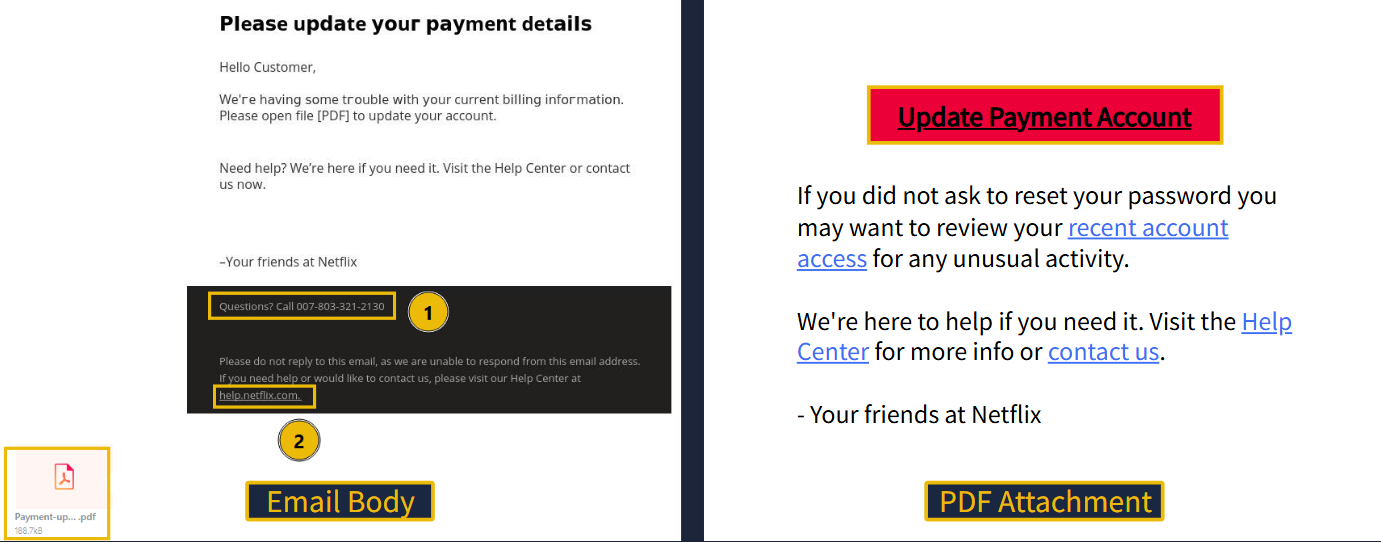 Please update your payment details
Hello Customer,
We're having some trouble with your current billing information.
Please open file [PDF] to update your account.
Need help? We're here if you need it. Visit the Help Center or contact
us now.
–Your friends at Netflix
Questions? Call 007-803-321-2130
1
Please do not reply to this email, as we are unable to respond from this email address.
If you need help or would like to contact us, please visit our Help Center at
help.netflix.com.
2
Payment-up... .pdf
188.7kB
Email Body
Update Payment Account
If you did not ask to reset your password you
may want to review your recent account
access for any unusual activity.
We're here to help if you need it. Visit the Help
Center for more info or contact us.
- Your friends at Netflix
PDF Attachment